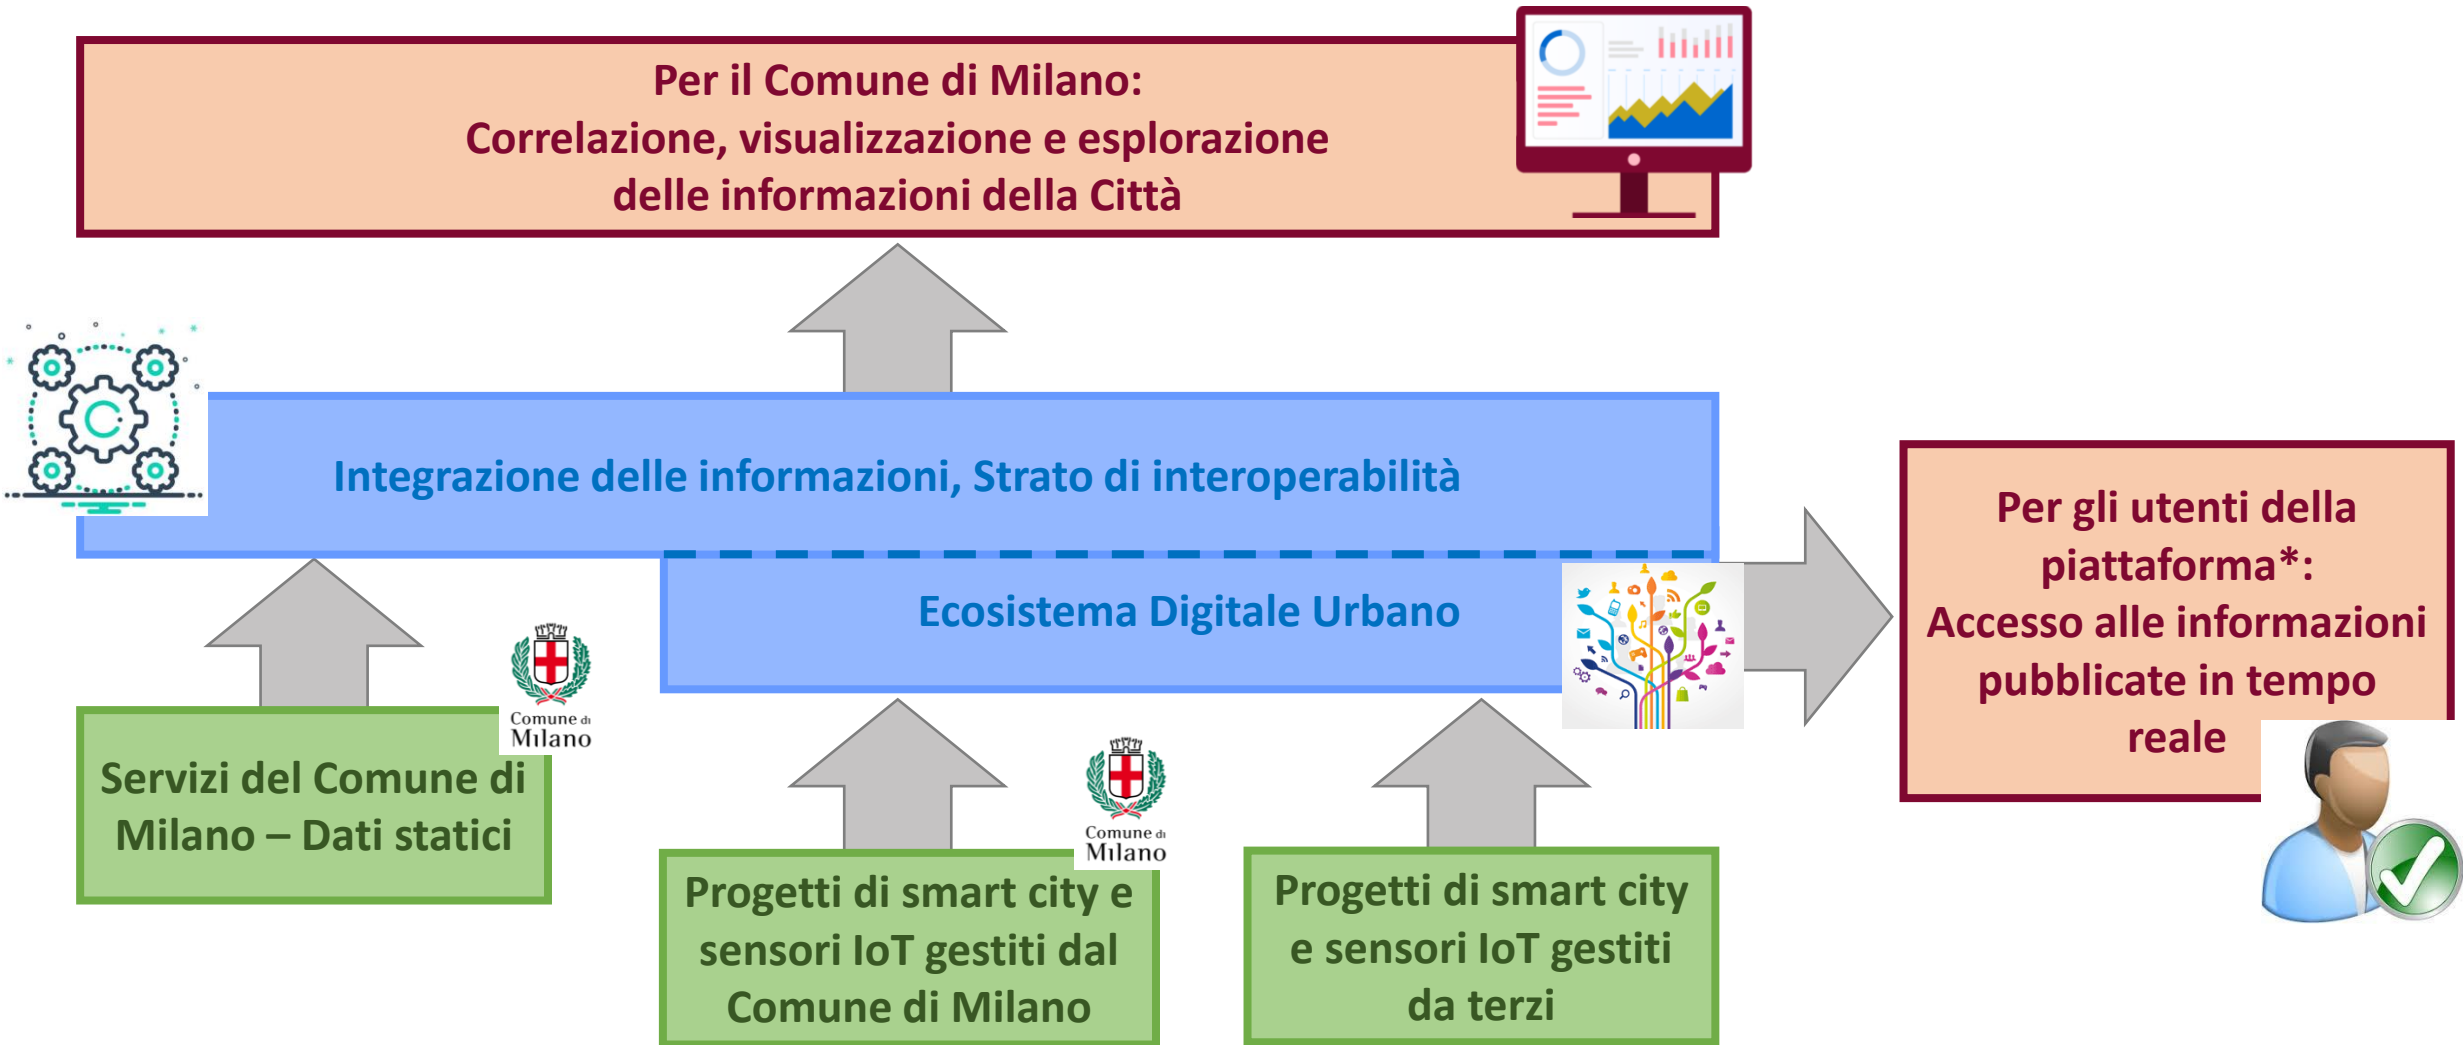 Per il Comune di Milano:
Correlazione, visualizzazione e esplorazione
delle informazioni della Città
Integrazione delle informazioni, Strato di interoperabilità
Ecosistema Digitale Urbano
Per gli utenti della
piattaforma*:
Accesso alle informazioni
pubblicate in tempo
reale
Comune di
Milano
Servizi del Comune di
Milano – Dati statici
Comune di
Milano
Progetti di smart city e
sensori IoT gestiti dal
Comune di Milano
Progetti di smart city
e sensori IoT gestiti
da terzi